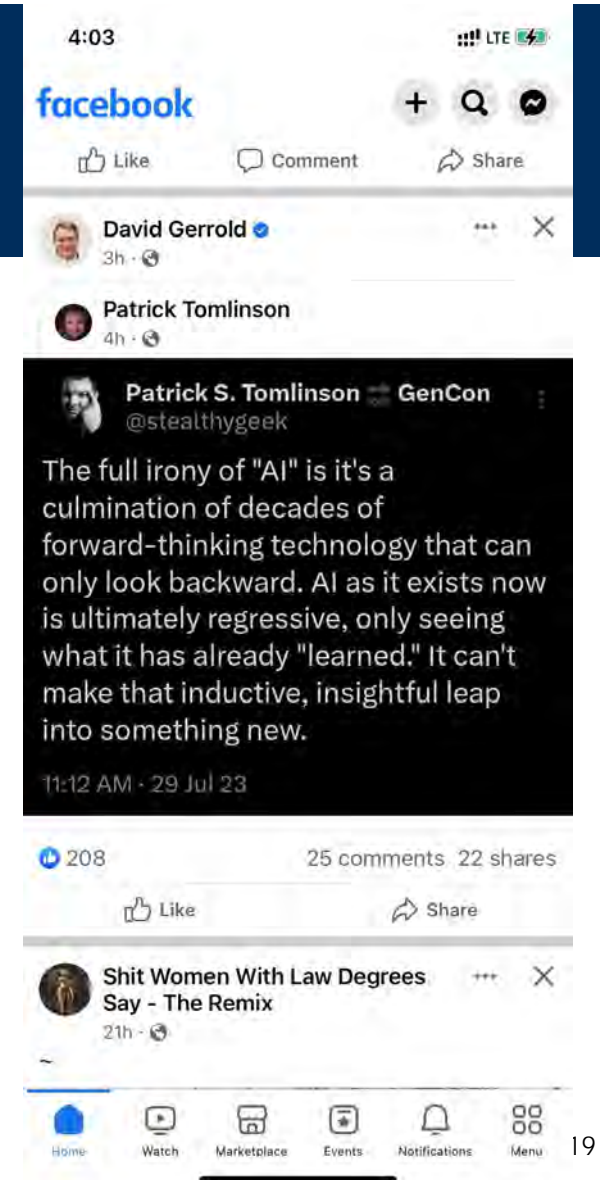 4:03 LTE
facebook
Like Comment Share
David Gerrold
3h
Patrick Tomlinson
4h
Patrick S. Tomlinson GenCon
@stealthygeek
The full irony of "AI" is it's a
culmination of decades of
forward-thinking technology that can
only look backward. AI as it exists now
is ultimately regressive, only seeing
what it has already "learned." It can't
make that inductive, insightful leap
into something new.
11:12 AM · 29 Jul 23
208 25 comments 22 shares
Like Share
Shit Women With Law Degrees
Say - The Remix
21h
~
Home Watch Marketplace Events Notifications Menu
19